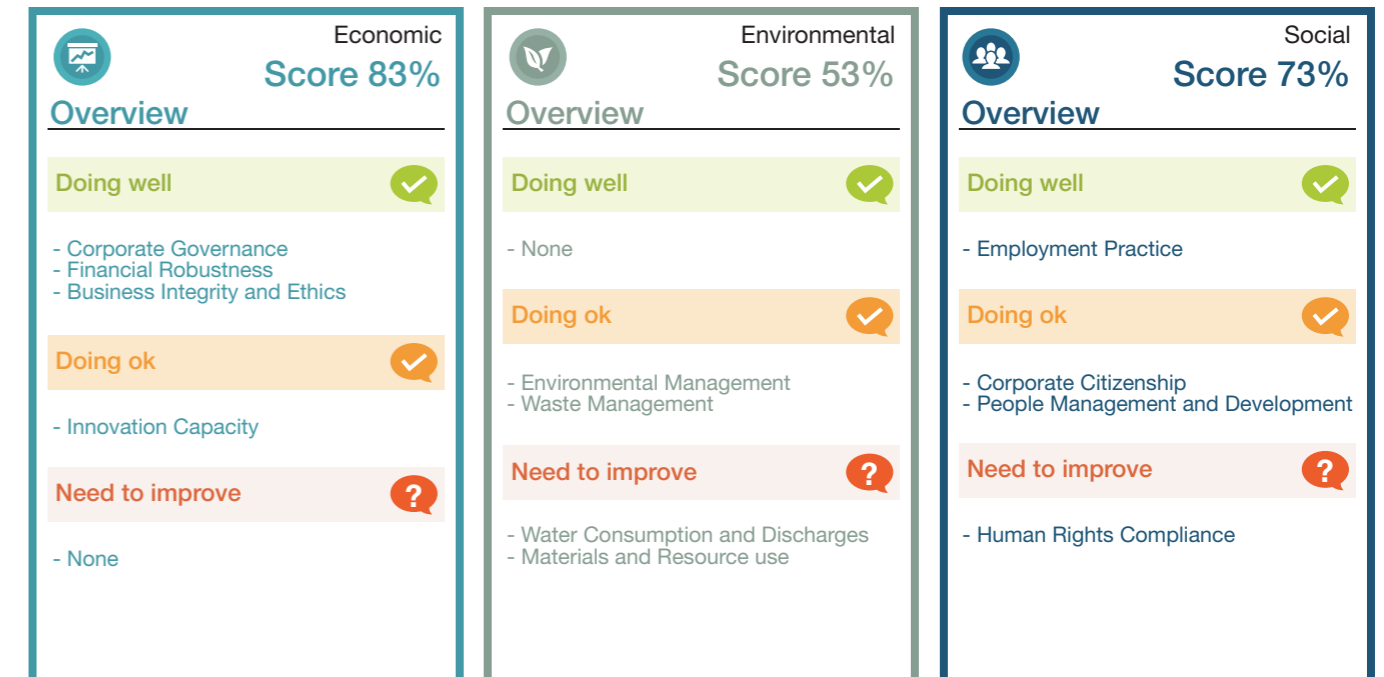 Economic
Score 83%
Overview
Doing well
- Corporate Governance
- Financial Robustness
- Business Integrity and Ethics
Doing ok
- Innovation Capacity
Need to improve
?
- None
Environmental
Score 53%
Overview
Doing well
- None
Doing ok
- Environmental Management
- Waste Management
Need to improve
?
- Water Consumption and Discharges
- Materials and Resource use
Social
Score 73%
Overview
Doing well
- Employment Practice
Doing ok
- Corporate Citizenship
- People Management and Development
Need to improve
?
- Human Rights Compliance